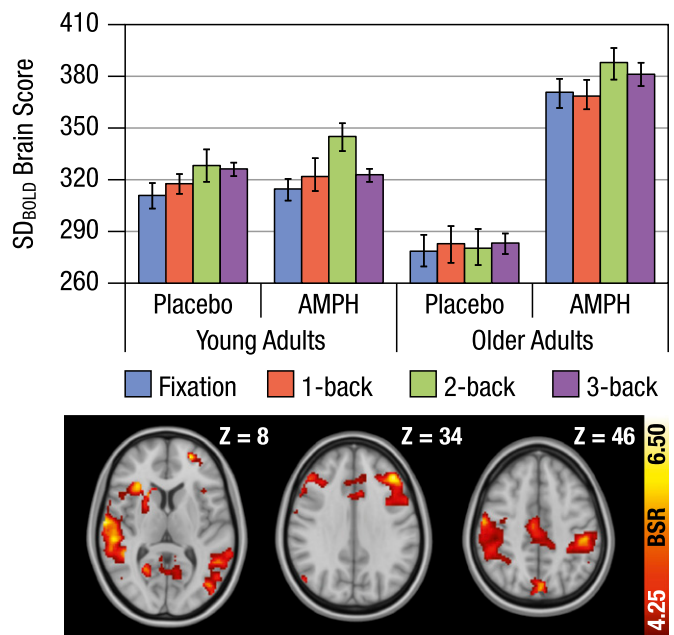 410
380
350
320
290
260
SD_BOLD Brain Score
Placebo AMPH Placebo AMPH
Young Adults Older Adults
Fixation 1-back 2-back 3-back
Z = 8 Z = 34 Z = 46
6.50
BSR
4.25